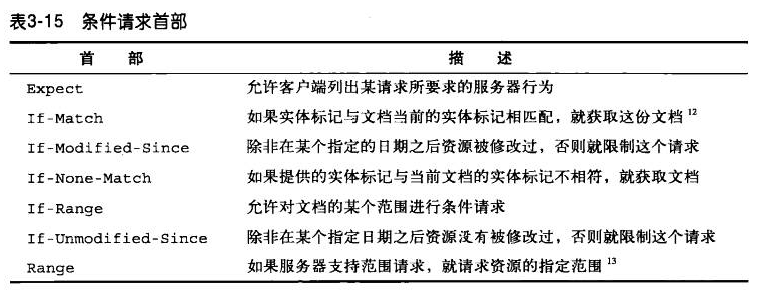 表3-15 条件请求首部
首 部 描 述
Expect 允许客户端列出某请求所要求的服务器行为
If-Match 如果实体标记与文档当前的实体标记相匹配，就获取这份文档12
If-Modified-Since 除非在某个指定的日期之后资源被修改过，否则就限制这个请求
If-None-Match 如果提供的实体标记与当前文档的实体标记不相符，就获取文档
If-Range 允许对文档的某个范围进行条件请求
If-Unmodified-Since 除非在某个指定日期之后资源没有被修改过，否则就限制这个请求
Range 如果服务器支持范围请求，就请求资源的指定范围13